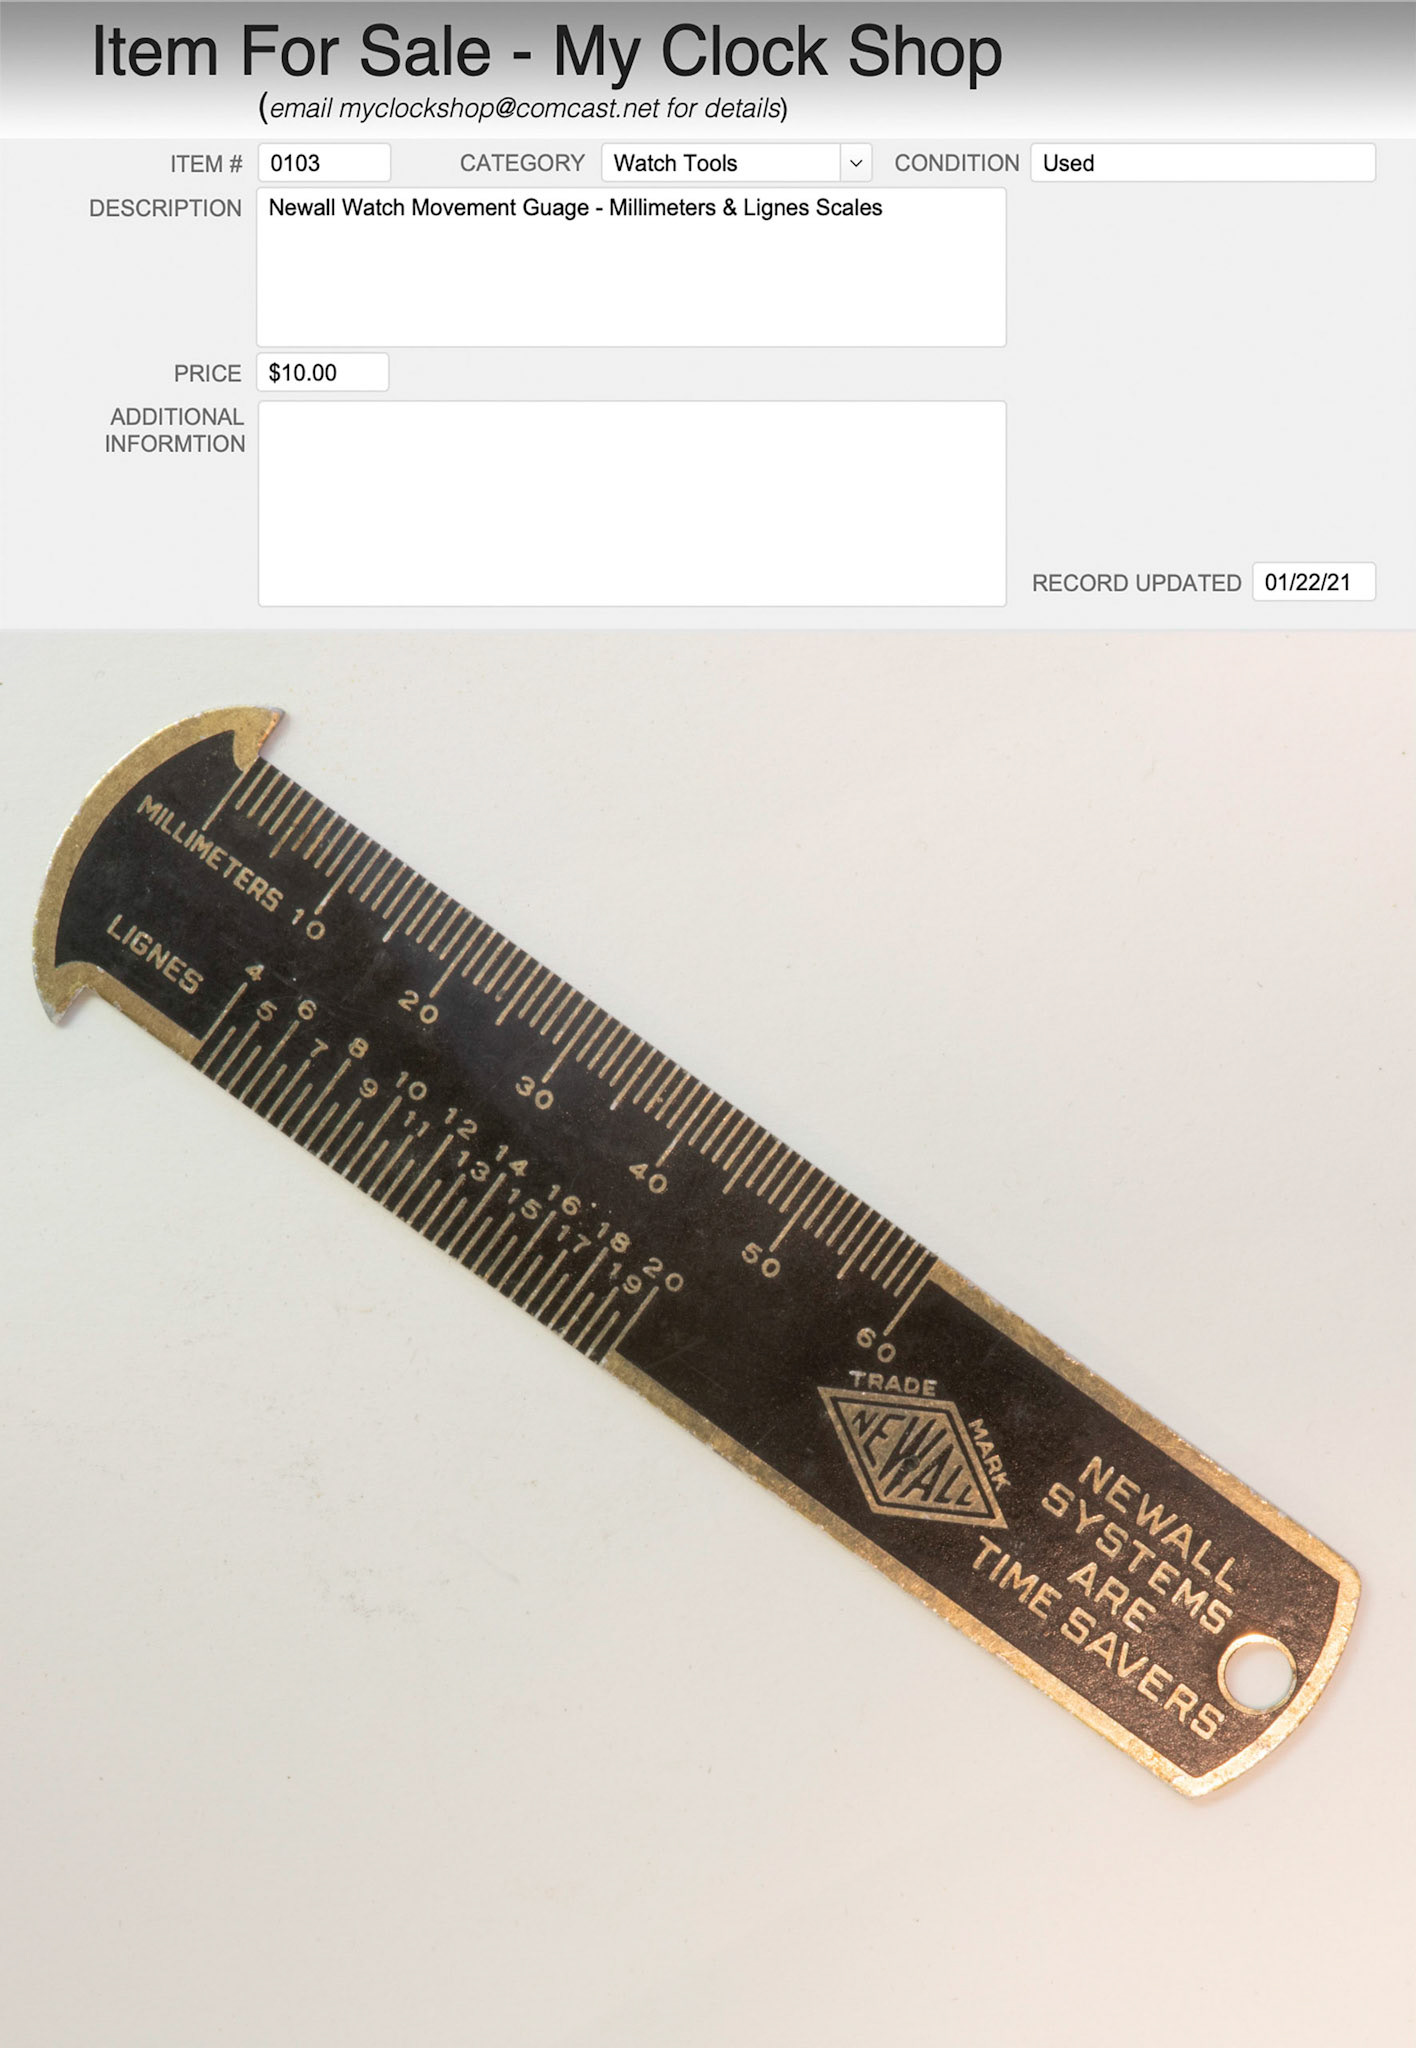 Item For Sale - My Clock Shop
(email myclockshop@comcast.net for details)
ITEM # 0103 CATEGORY Watch Tools CONDITION Used
DESCRIPTION Newall Watch Movement Guage - Millimeters & Lignes Scales
PRICE $10.00
ADDITIONAL
INFORMTION
RECORD UPDATED 01/22/21
MILLIMETERS 10 20 30 40 50 60
LIGNES 4 5 6 7 8 9 10 11 12 13 14 15 16 17 18 19 20
TRADE MARK
NEWALL
NEWALL
SYSTEMS
ARE
TIME SAVERS